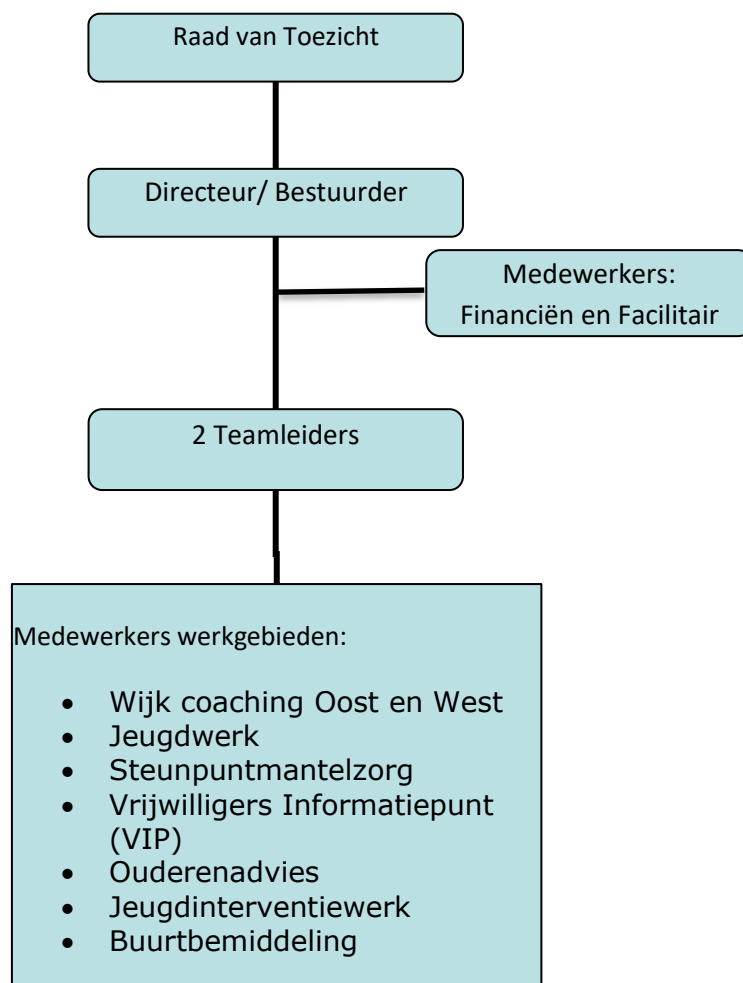 Raad van Toezicht
Directeur/ Bestuurder
Medewerkers:
Financiën en Facilitair
2 Teamleiders
Medewerkers werkgebieden:
• Wijk coaching Oost en West
• Jeugdwerk
• Steunpuntmantelzorg
• Vrijwilligers Informatiepunt
(VIP)
• Ouderenadvies
• Jeugdinterventiewerk
• Buurtbemiddeling